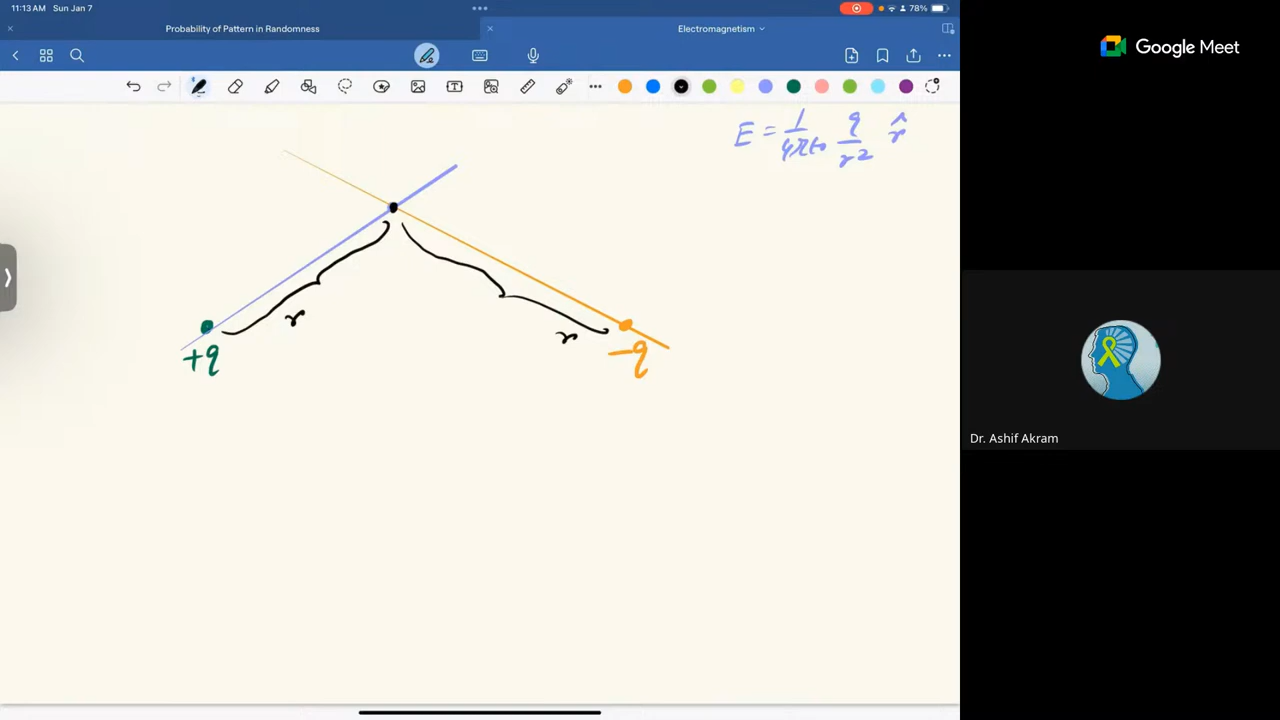 11:13 AM Sun Jan 7
78%
Probability of Pattern in Randomness
Electromagnetism
Google Meet
E = 1/4πε0 q/r2 r̂
r
r
+q
−q
Dr. Ashif Akram